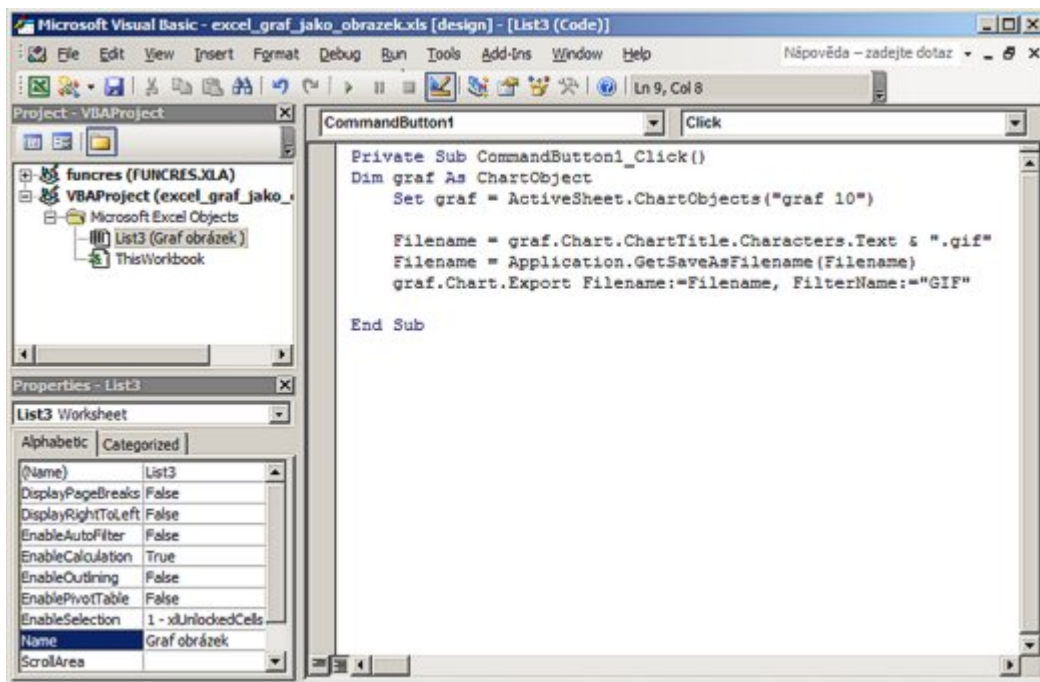 Microsoft Visual Basic - excel_graf_jako_obrazek.xls [design] - [List3 (Code)]
File Edit View Insert Format Debug Run Tools Add-Ins Window Help Nápověda – zadejte dotaz
Ln 9, Col 8
Project - VBAProject
funcres (FUNCRES.XLA)
VBAProject (excel_graf_jako_
Microsoft Excel Objects
List3 (Graf obrázek )
ThisWorkbook
Properties - List3
List3 Worksheet
Alphabetic Categorized
(Name) List3
DisplayPageBreaks False
DisplayRightToLeft False
EnableAutoFilter False
EnableCalculation True
EnableOutlining False
EnablePivotTable False
EnableSelection 1 - xlUnlockedCells
Name Graf obrázek
ScrollArea
CommandButton1 Click
Private Sub CommandButton1_Click()
Dim graf As ChartObject
Set graf = ActiveSheet.ChartObjects("graf 10")
Filename = graf.Chart.ChartTitle.Characters.Text & ".gif"
Filename = Application.GetSaveAsFilename(Filename)
graf.Chart.Export Filename:=Filename, FilterName:="GIF"
End Sub